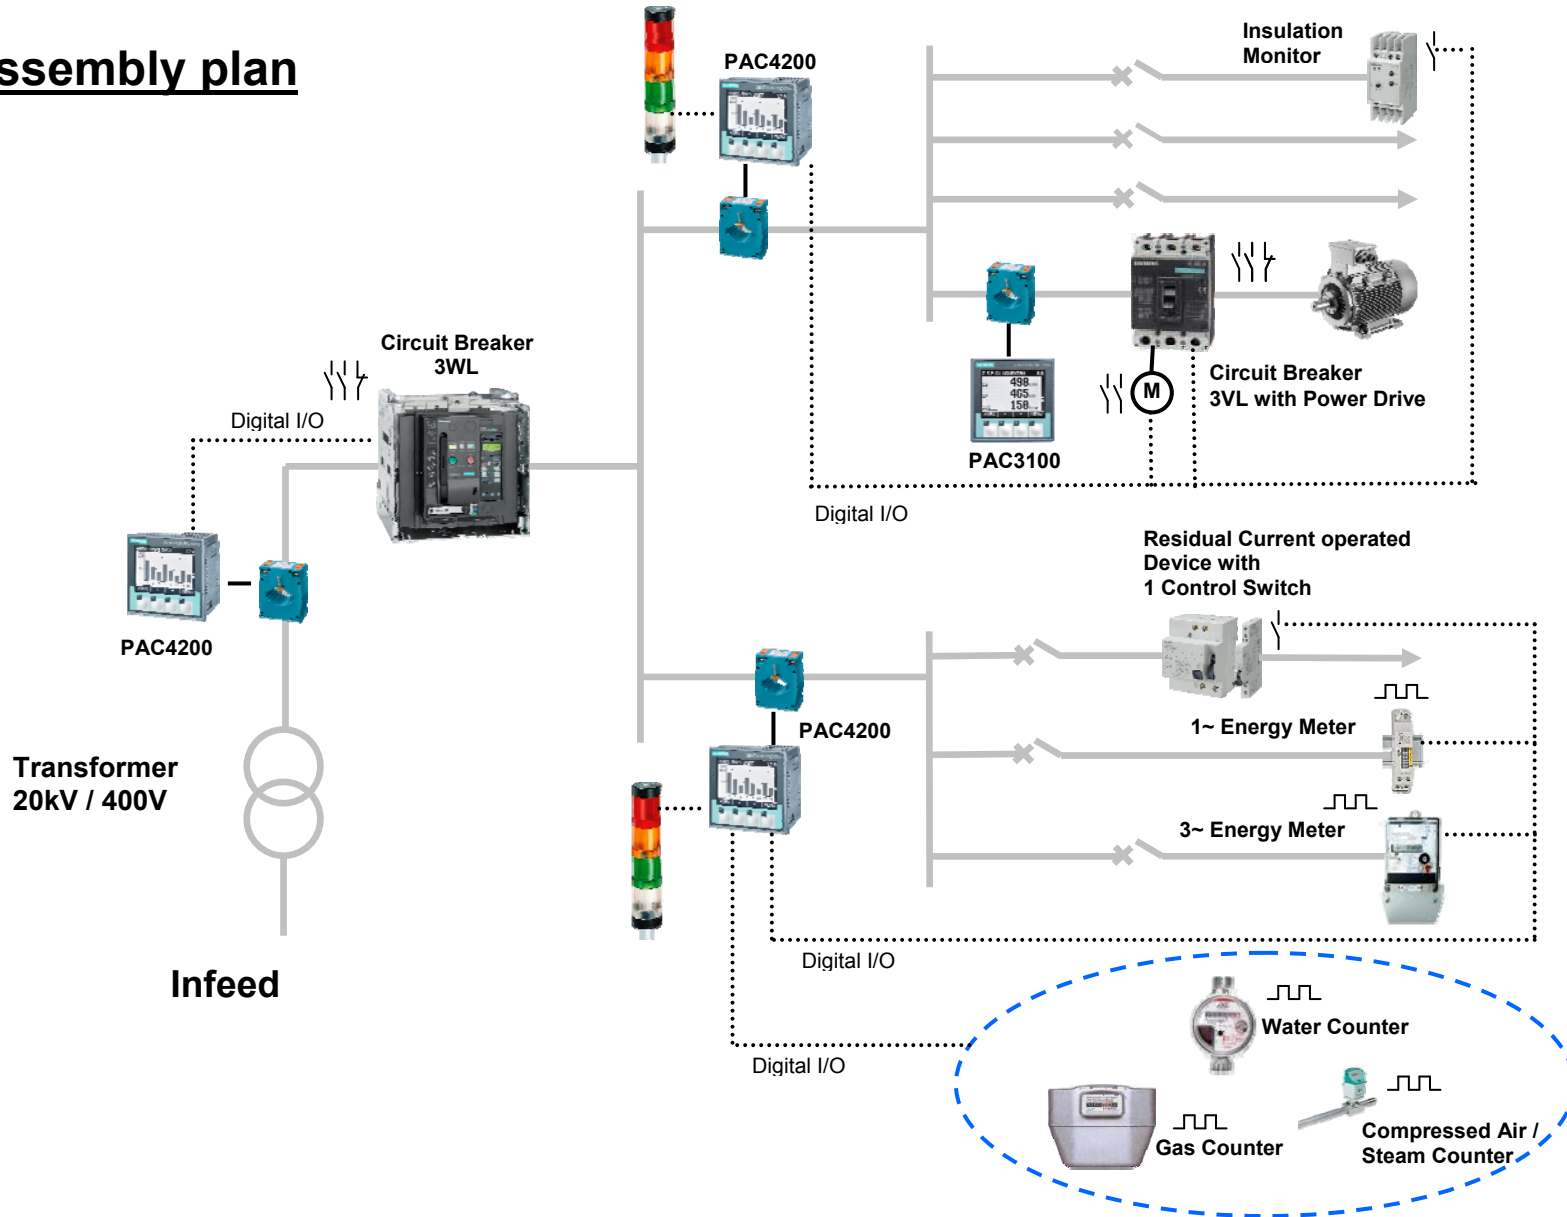 ssembly plan
PAC4200
Insulation
Monitor
Circuit Breaker
3WL
Digital I/O
498
465
158
M
Circuit Breaker
3VL with Power Drive
PAC3100
Digital I/O
PAC4200
Residual Current operated
Device with
1 Control Switch
PAC4200
1~ Energy Meter
Transformer
20kV / 400V
3~ Energy Meter
Digital I/O
Infeed
Water Counter
Digital I/O
Gas Counter
Compressed Air /
Steam Counter